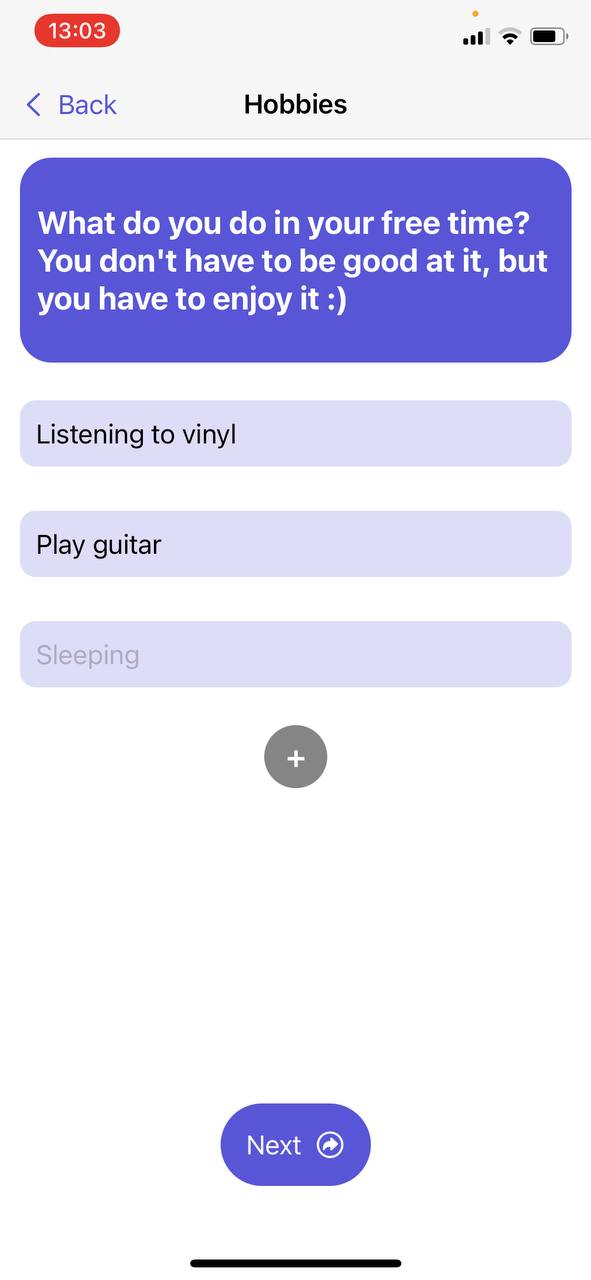 13:03
Back
Hobbies
What do you do in your free time?
You don't have to be good at it, but
you have to enjoy it :)
Listening to vinyl
Play guitar
Sleeping
+
Next